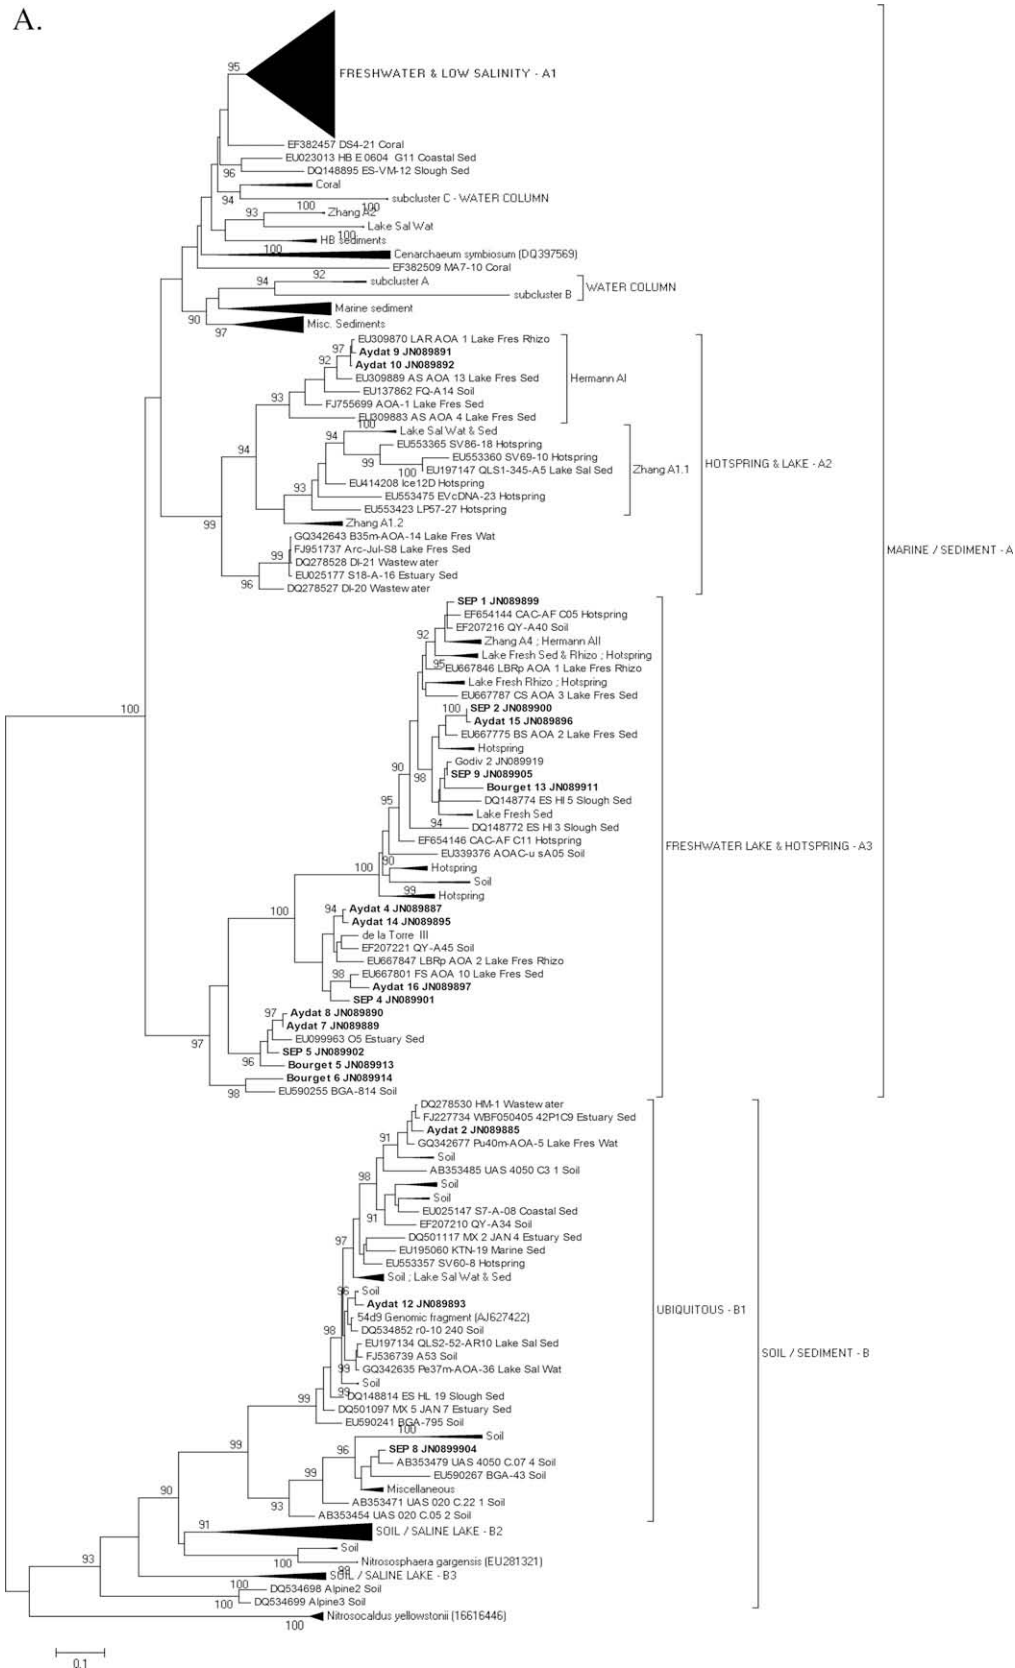 A.
95
FRESHWATER & LOW SALINITY - A1
EF382457 DS4-21 Coral
EU023013 HB E 0604 G11 Coastal Sed
96
DQ148895 ES-VM-12 Slough Sed
Coral
94
subcluster C - WATER COLUMN
100
100
93
Zhang A2
Lake Sal Wat
100
HB sediments
100
Cenarchaeum symbiosum (DQ397569)
EF382509 MA7-10 Coral
92
94
subcluster A
WATER COLUMN
subcluster B
Marine sediment
90
97
Misc. Sediments
EU309870 LAR AOA 1 Lake Fres Rhizo
97
Aydat 9 JN089891
92
Aydat 10 JN089892
EU309889 AS AOA 13 Lake Fres Sed
Hermann AI
EU137862 FQ-A14 Soil
93
FJ755699 AOA-1 Lake Fres Sed
EU309883 AS AOA 4 Lake Fres Sed
100
Lake Sal Wat & Sed
94
EU553365 SV86-18 Hotspring
94
EU553360 SV69-10 Hotspring
99
HOTSPRING & LAKE - A2
100
EU197147 QLS1-345-A5 Lake Sal Sed
Zhang A1.1
EU414208 Ice12D Hotspring
93
EU553475 EVcDNA-23 Hotspring
EU553423 LP57-27 Hotspring
99
Zhang A1.2
GQ342643 B35m-AOA-14 Lake Fres Wat
FJ951737 Arc-Jul-S8 Lake Fres Sed
MARINE / SEDIMENT - A
99
DQ278528 DI-21 Wastewater
EU025177 S18-A-16 Estuary Sed
96
DQ278527 DI-20 Wastewater
SEP 1 JN089899
EF654144 CAC-AF C05 Hotspring
EF207216 QY-A40 Soil
92
Zhang A4 ; Hermann AII
Lake Fresh Sed & Rhizo ; Hotspring
95
EU667846 LBRp AOA 1 Lake Fres Rhizo
Lake Fresh Rhizo ; Hotspring
EU667787 CS AOA 3 Lake Fres Sed
100
100
SEP 2 JN089900
Aydat 15 JN089896
EU667775 BS AOA 2 Lake Fres Sed
Hotspring
Godiv 2 JN089919
90
98
SEP 9 JN089905
Bourget 13 JN089911
95
DQ148774 ES HI 5 Slough Sed
Lake Fresh Sed
94
DQ148772 ES HI 3 Slough Sed
EF654146 CAC-AF C11 Hotspring
FRESHWATER LAKE & HOTSPRING - A3
EU339376 AOAC-u sA05 Soil
90
100
Hotspring
Soil
99
Hotspring
100
94
Aydat 4 JN089887
Aydat 14 JN089895
de la Torre III
EF207221 QY-A45 Soil
EU667847 LBRp AOA 2 Lake Fres Rhizo
98
EU667801 FS AOA 10 Lake Fres Sed
Aydat 16 JN089897
SEP 4 JN089901
97
Aydat 8 JN089890
Aydat 7 JN089889
97
EU099963 O5 Estuary Sed
SEP 5 JN089902
96
Bourget 5 JN089913
Bourget 6 JN089914
98
EU590255 BGA-814 Soil
DQ278530 HM-1 Wastewater
FJ227734 WBF050405 42P1C9 Estuary Sed
Aydat 2 JN089885
91
GQ342677 Pu40m-AOA-5 Lake Fres Wat
Soil
AB353485 UAS 4050 C3 1 Soil
98
Soil
Soil
EU025147 S7-A-08 Coastal Sed
91
EF207210 QY-A34 Soil
DQ501117 MX 2 JAN 4 Estuary Sed
97
EU195060 KTN-19 Marine Sed
EU553357 SV60-8 Hotspring
Soil ; Lake Sal Wat & Sed
96
Soil
Aydat 12 JN089893
UBIQUITOUS - B1
54d9 Genomic fragment (AJ627422)
98
DQ534852 r0-10 240 Soil
EU197134 QLS2-52-AR10 Lake Sal Sed
SOIL / SEDIMENT - B
FJ536739 A53 Soil
99
GQ342635 Pe37m-AOA-36 Lake Sal Wat
Soil
99
99
DQ148814 ES HL 19 Slough Sed
DQ501097 MX 5 JAN 7 Estuary Sed
EU590241 BGA-795 Soil
100
Soil
99
96
SEP 8 JN0899904
AB353479 UAS 4050 C.07 4 Soil
99
EU590267 BGA-43 Soil
Miscellaneous
90
93
AB353471 UAS 020 C.22 1 Soil
AB353454 UAS 020 C.05 2 Soil
91
SOIL / SALINE LAKE - B2
Soil
100
Nitrososphaera gargensis (EU281321)
93
99
SOIL / SALINE LAKE - B3
100
DQ534698 Alpine2 Soil
100
DQ534699 Alpine3 Soil
Nitrosocaldus yellowstonii (16616446)
100
0.1